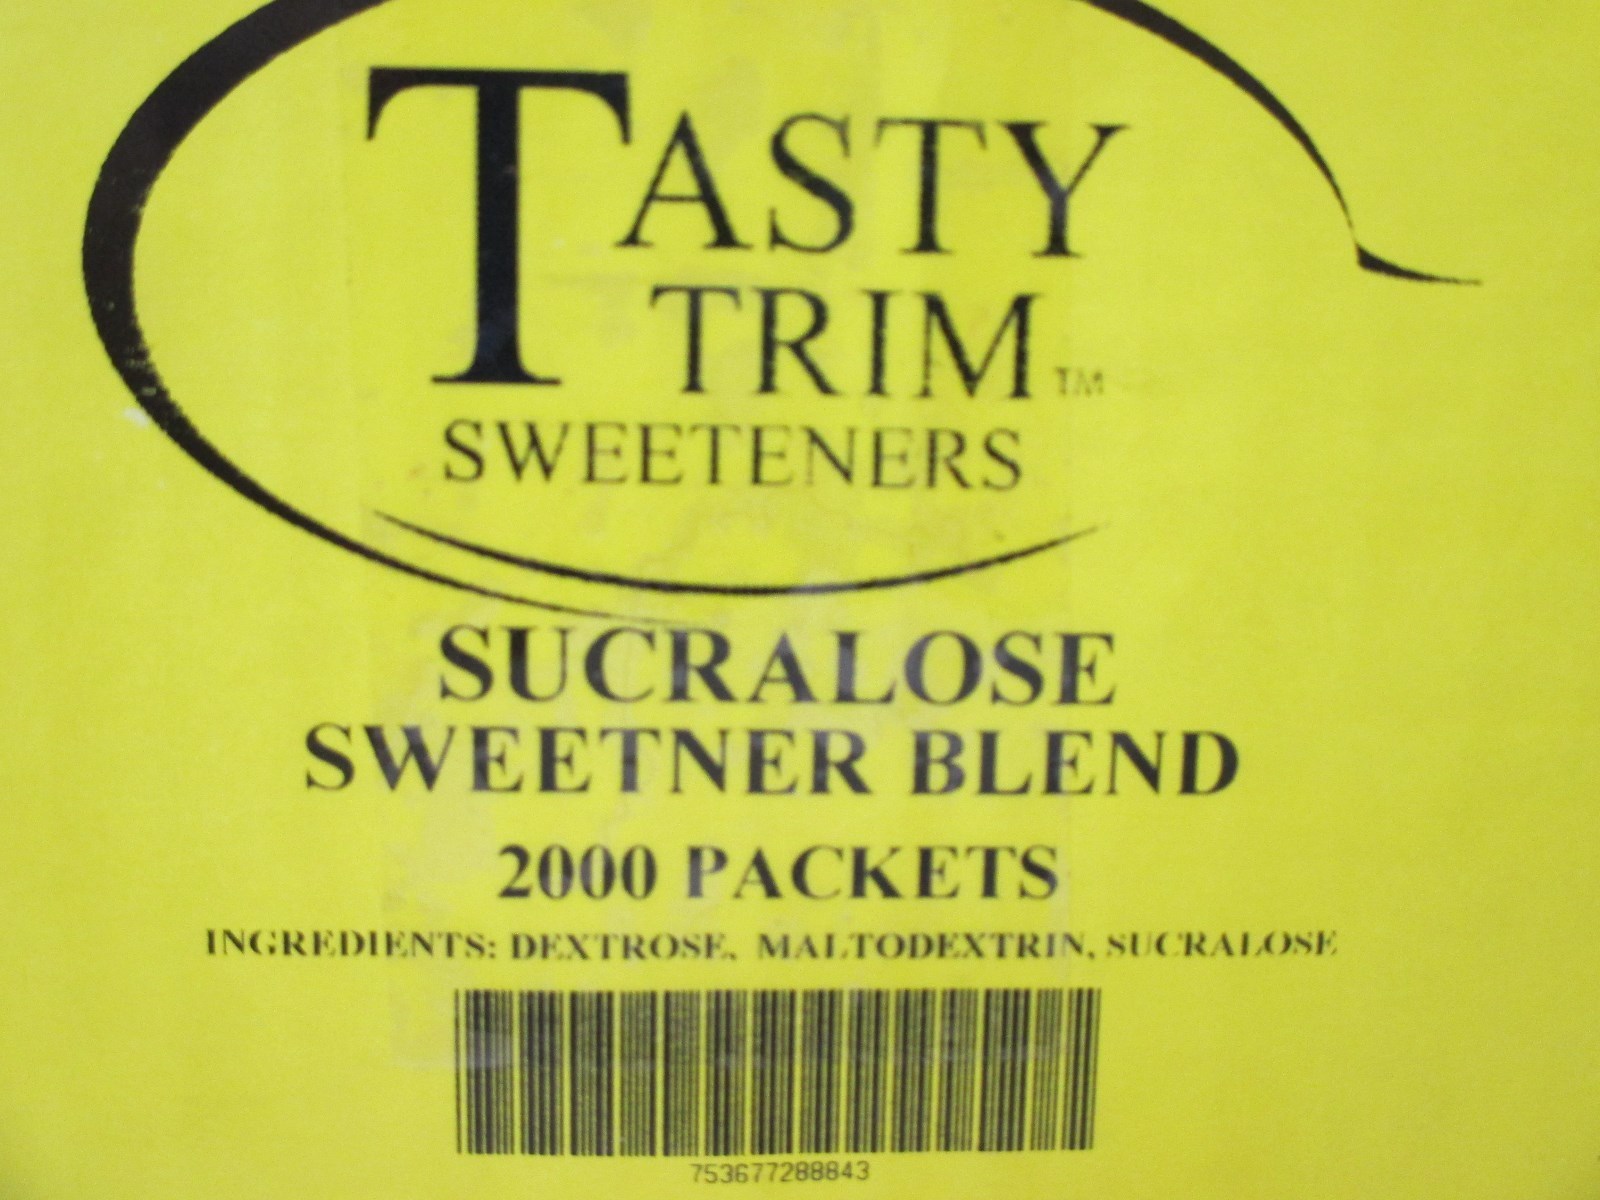 TASTY
TRIM TM
SWEETENERS
SUCRALOSE
SWEETNER BLEND
2000 PACKETS
INGREDIENTS: DEXTROSE, MALTODEXTRIN, SUCRALOSE
753677288843